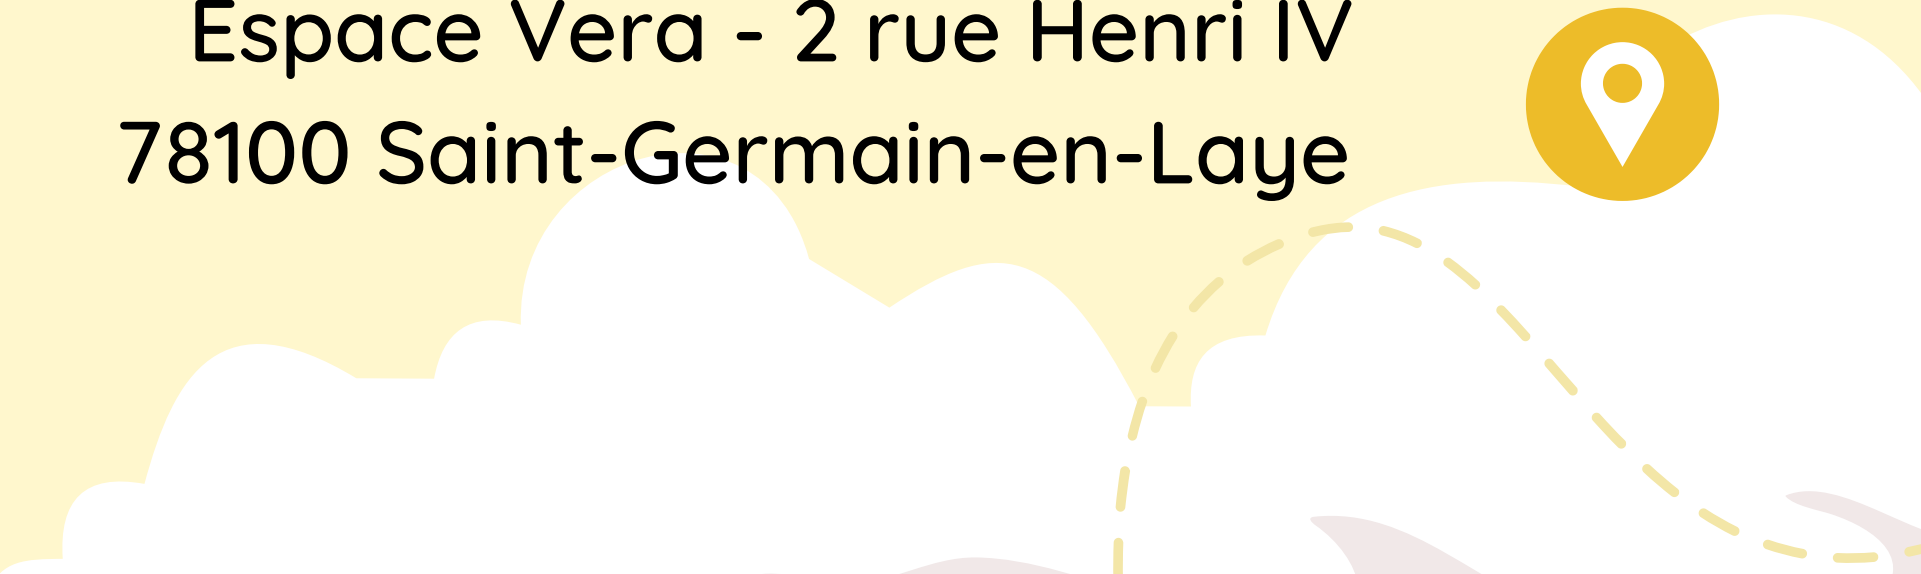 Espace Vera - 2 rue Henri IV
78100 Saint-Germain-en-Laye